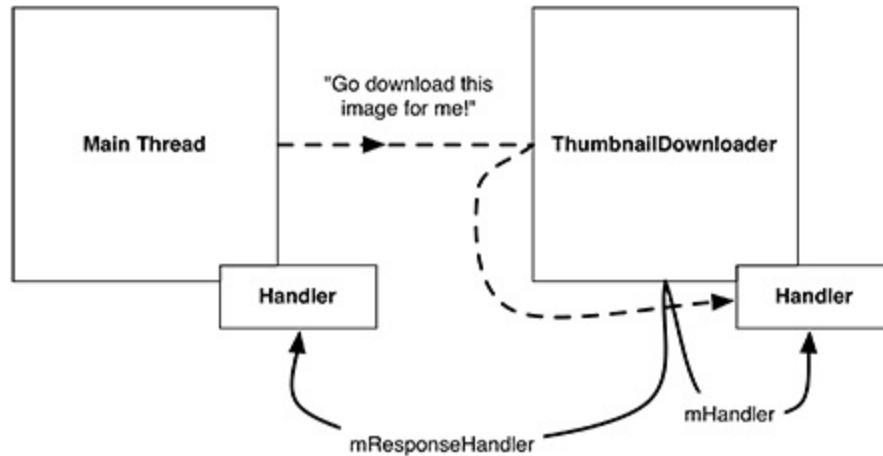 "Go download this
image for me!"
Main Thread
ThumbnailDownloader
Handler
Handler
mHandler
mResponseHandler